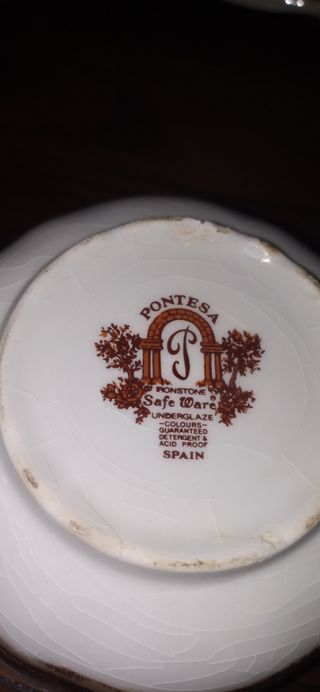 PONTESA
P
IRONSTONE
Safe Ware®
UNDERGLAZE
-COLOURS-
GUARANTEED
DETERGENT &
ACID PROOF
SPAIN